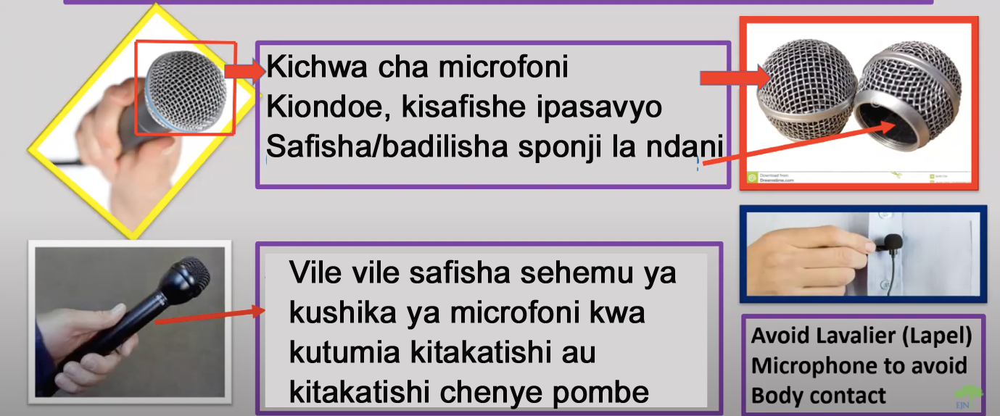 Kichwa cha microfoni
Kiondoe, kisafishe ipasavyo
Safisha/badilisha sponji la ndani
Download from
Dreamstime.com
Vile vile safisha sehemu ya
kushika ya microfoni kwa
kutumia kitakatishi au
kitakatishi chenye pombe
Avoid Lavalier (Lapel)
Microphone to avoid
Body contact
EJN